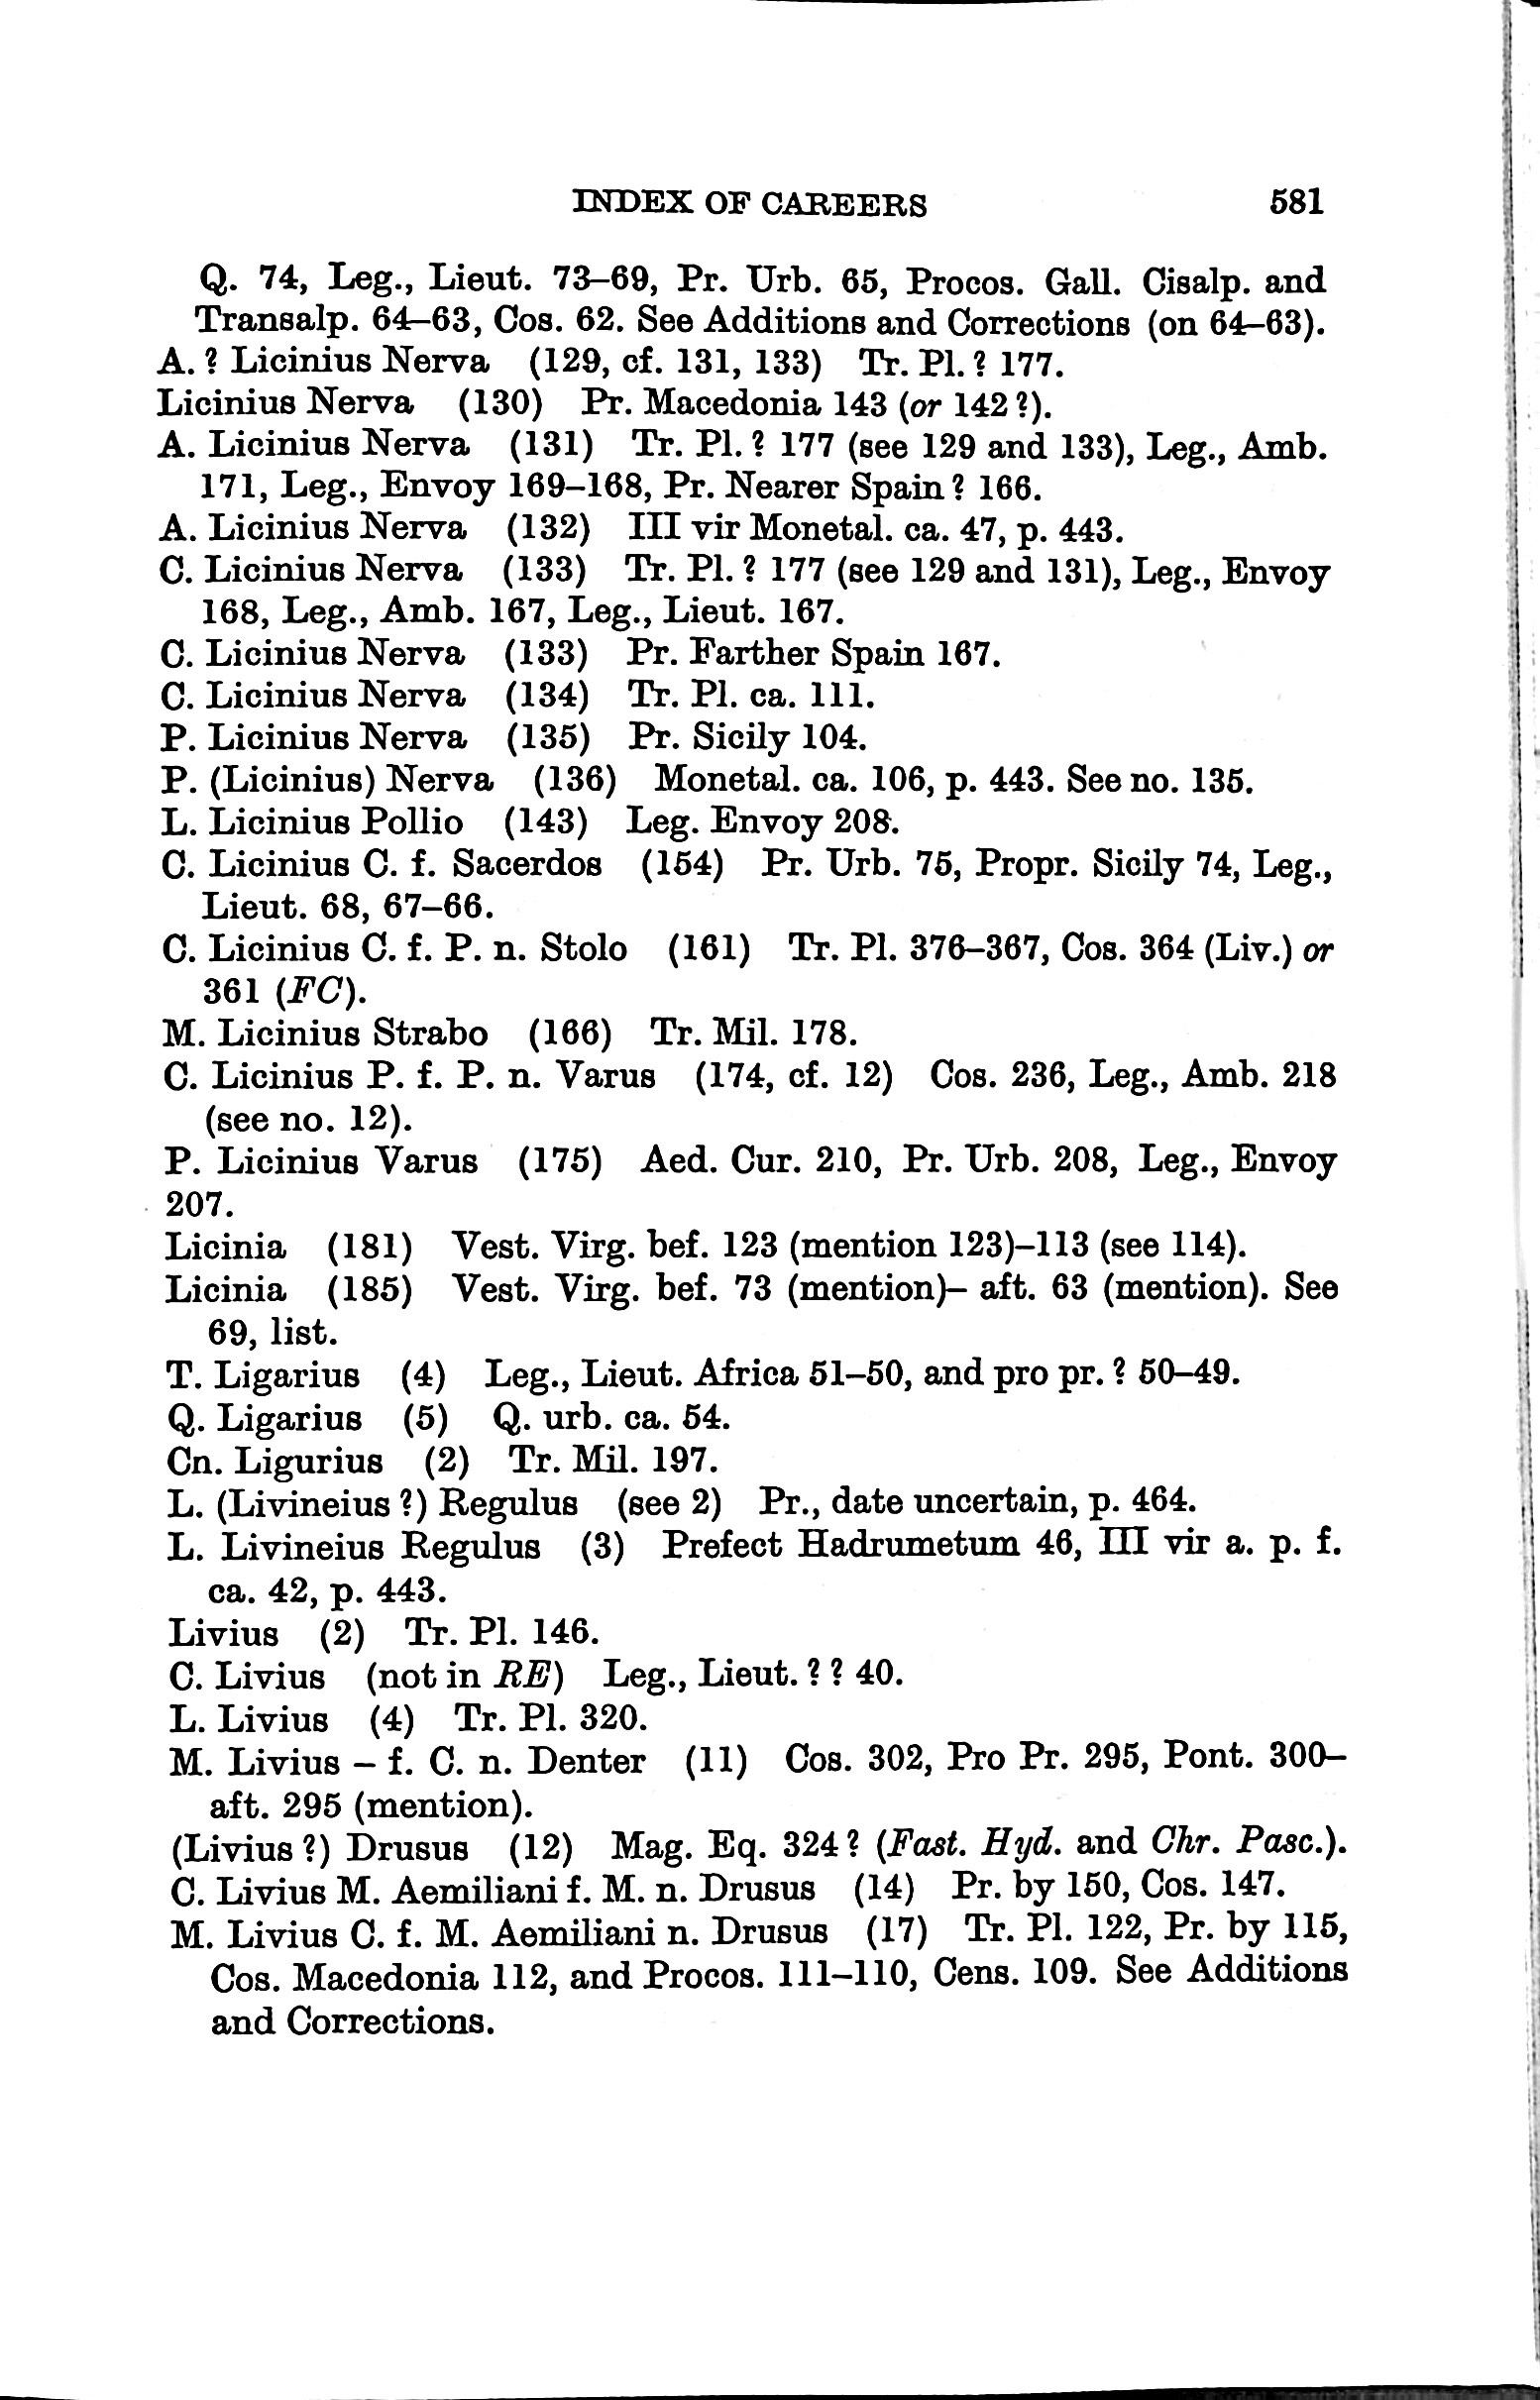 INDEX OF CAREERS 581
Q. 74, Leg., Lieut. 73–69, Pr. Urb. 65, Procos. Gall. Cisalp. and
Transalp. 64–63, Cos. 62. See Additions and Corrections (on 64–63).
A. ? Licinius Nerva (129, cf. 131, 133) Tr. Pl. ? 177.
Licinius Nerva (130) Pr. Macedonia 143 (or 142 ?).
A. Licinius Nerva (131) Tr. Pl. ? 177 (see 129 and 133), Leg., Amb.
171, Leg., Envoy 169–168, Pr. Nearer Spain ? 166.
A. Licinius Nerva (132) III vir Monetal. ca. 47, p. 443.
C. Licinius Nerva (133) Tr. Pl. ? 177 (see 129 and 131), Leg., Envoy
168, Leg., Amb. 167, Leg., Lieut. 167.
C. Licinius Nerva (133) Pr. Farther Spain 167.
C. Licinius Nerva (134) Tr. Pl. ca. 111.
P. Licinius Nerva (135) Pr. Sicily 104.
P. (Licinius) Nerva (136) Monetal. ca. 106, p. 443. See no. 135.
L. Licinius Pollio (143) Leg. Envoy 208.
C. Licinius C. f. Sacerdos (154) Pr. Urb. 75, Propr. Sicily 74, Leg.,
Lieut. 68, 67–66.
C. Licinius C. f. P. n. Stolo (161) Tr. Pl. 376–367, Cos. 364 (Liv.) or
361 (FC).
M. Licinius Strabo (166) Tr. Mil. 178.
C. Licinius P. f. P. n. Varus (174, cf. 12) Cos. 236, Leg., Amb. 218
(see no. 12).
P. Licinius Varus (175) Aed. Cur. 210, Pr. Urb. 208, Leg., Envoy
207.
Licinia (181) Vest. Virg. bef. 123 (mention 123)–113 (see 114).
Licinia (185) Vest. Virg. bef. 73 (mention)– aft. 63 (mention). See
69, list.
T. Ligarius (4) Leg., Lieut. Africa 51–50, and pro pr. ? 50–49.
Q. Ligarius (5) Q. urb. ca. 54.
Cn. Ligurius (2) Tr. Mil. 197.
L. (Livineius ?) Regulus (see 2) Pr., date uncertain, p. 464.
L. Livineius Regulus (3) Prefect Hadrumetum 46, III vir a. p. f.
ca. 42, p. 443.
Livius (2) Tr. Pl. 146.
C. Livius (not in RE) Leg., Lieut. ? ? 40.
L. Livius (4) Tr. Pl. 320.
M. Livius – f. C. n. Denter (11) Cos. 302, Pro Pr. 295, Pont. 300–
aft. 295 (mention).
(Livius ?) Drusus (12) Mag. Eq. 324 ? (Fast. Hyd. and Chr. Pasc.).
C. Livius M. Aemiliani f. M. n. Drusus (14) Pr. by 150, Cos. 147.
M. Livius C. f. M. Aemiliani n. Drusus (17) Tr. Pl. 122, Pr. by 115,
Cos. Macedonia 112, and Procos. 111–110, Cens. 109. See Additions
and Corrections.